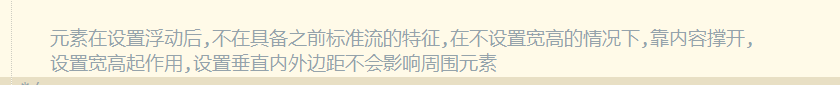 元素在设置浮动后,不在具备之前标准流的特征,在不设置宽高的情况下,靠内容撑开,
设置宽高起作用,设置垂直内外边距不会影响周围元素